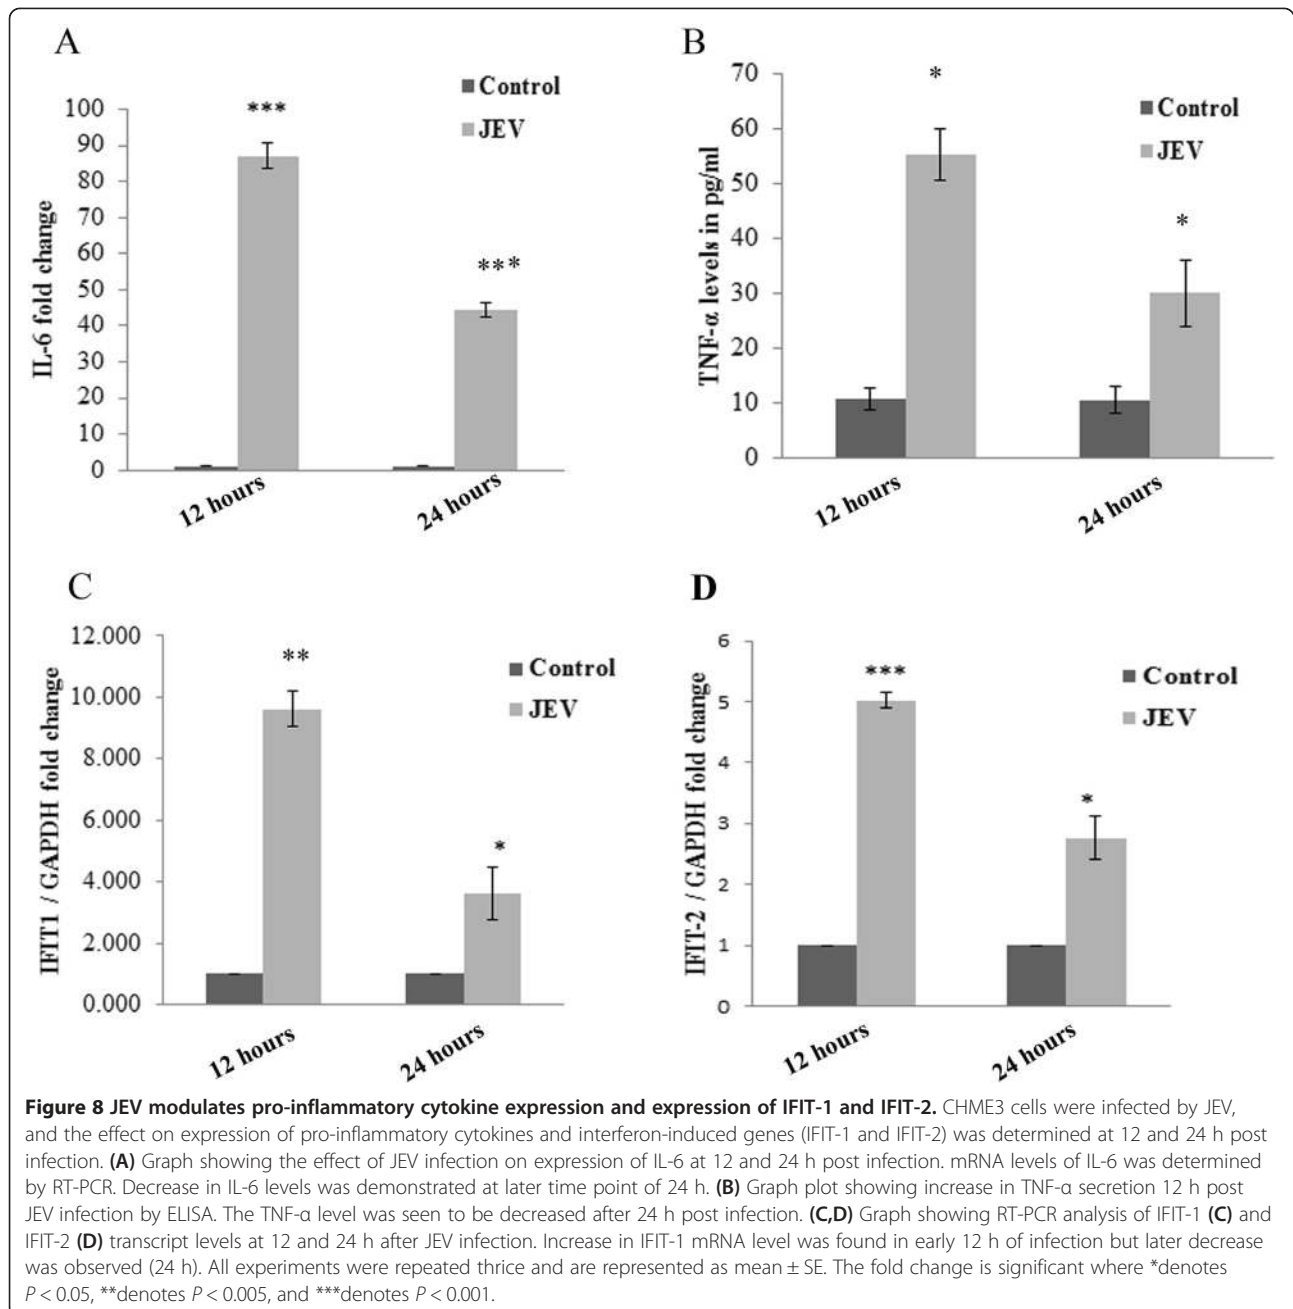 A
Control
JEV
***
***
100
90
80
70
60
50
40
30
20
10
0
IL-6 fold change
12 hours
24 hours
B
Control
JEV
*
*
70
60
50
40
30
20
10
0
TNF-α levels in pg/ml
12 hours
24 hours
C
Control
JEV
**
*
12.000
10.000
8.000
6.000
4.000
2.000
0.000
IFIT1 / GAPDH fold change
12 hours
24 hours
D
Control
JEV
***
*
6
5
4
3
2
1
0
IFIT-2 / GAPDH fold change
12 hours
24 hours
Figure 8 JEV modulates pro-inflammatory cytokine expression and expression of IFIT-1 and IFIT-2. CHME3 cells were infected by JEV,
and the effect on expression of pro-inflammatory cytokines and interferon-induced genes (IFIT-1 and IFIT-2) was determined at 12 and 24 h post
infection. (A) Graph showing the effect of JEV infection on expression of IL-6 at 12 and 24 h post infection. mRNA levels of IL-6 was determined
by RT-PCR. Decrease in IL-6 levels was demonstrated at later time point of 24 h. (B) Graph plot showing increase in TNF-α secretion 12 h post
JEV infection by ELISA. The TNF-α level was seen to be decreased after 24 h post infection. (C,D) Graph showing RT-PCR analysis of IFIT-1 (C) and
IFIT-2 (D) transcript levels at 12 and 24 h after JEV infection. Increase in IFIT-1 mRNA level was found in early 12 h of infection but later decrease
was observed (24 h). All experiments were repeated thrice and are represented as mean ± SE. The fold change is significant where *denotes
P < 0.05, **denotes P < 0.005, and ***denotes P < 0.001.